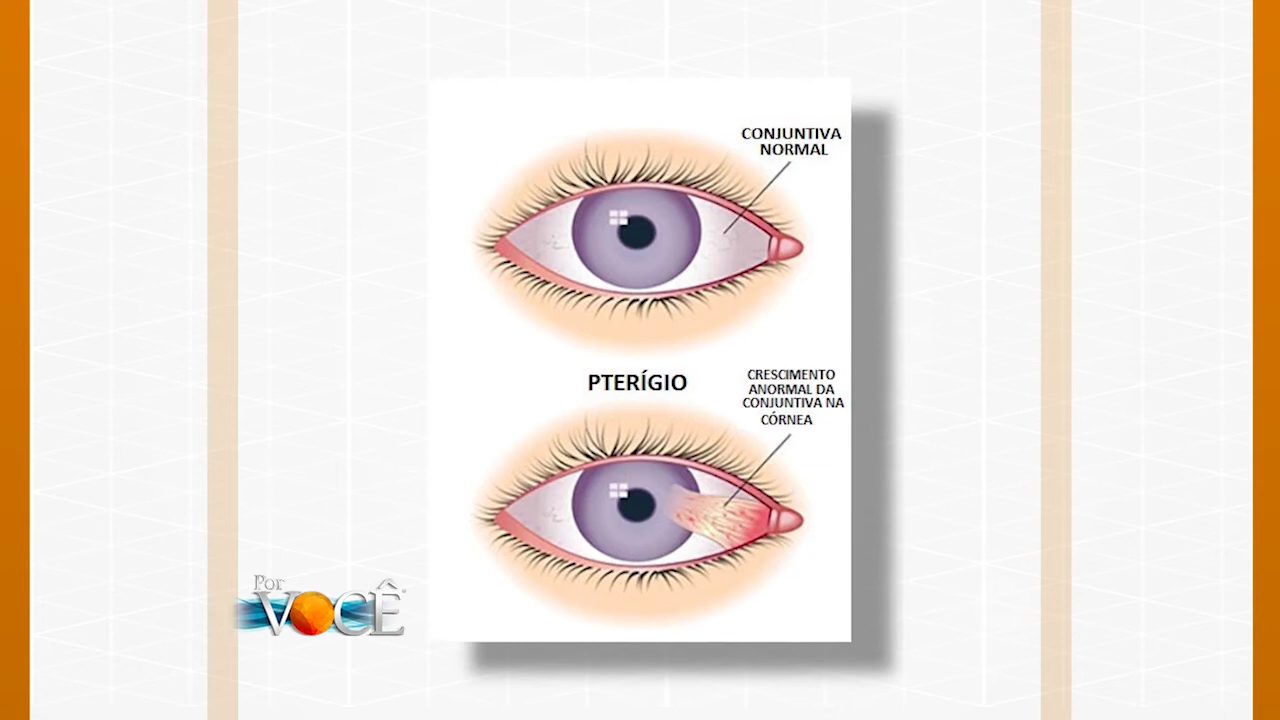 CONJUNTIVA
NORMAL
PTERÍGIO
CRESCIMENTO
ANORMAL DA
CONJUNTIVA NA
CÓRNEA
Por
VOCÊ